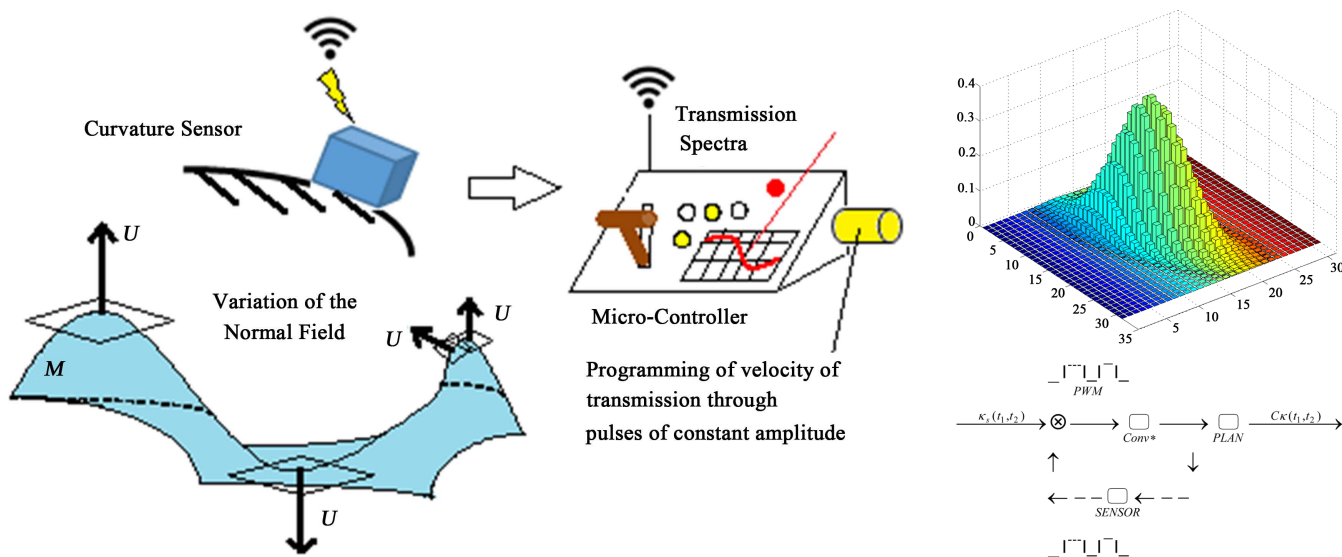 Curvature Sensor
Transmission
Spectra
U
Variation of the
Normal Field
U
U
M
U
Micro-Controller
Programming of velocity of
transmission through
pulses of constant amplitude
0.4
0.3
0.2
0.1
0
0
5
10
15
20
25
30
35
5
10
15
20
25
30
PWM
κs(t1,t2)
⊗
Conv*
PLAN
Cκ(t1,t2)
SENSOR